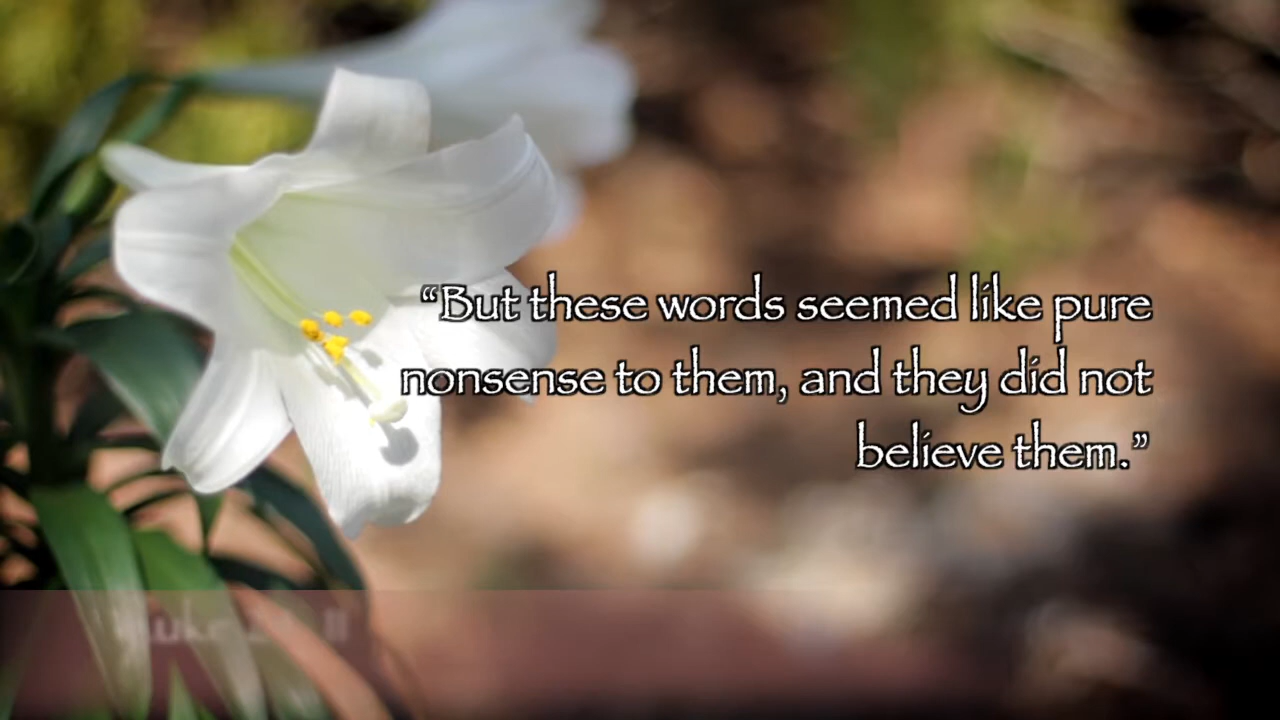 “But these words seemed like pure
nonsense to them, and they did not
believe them.”